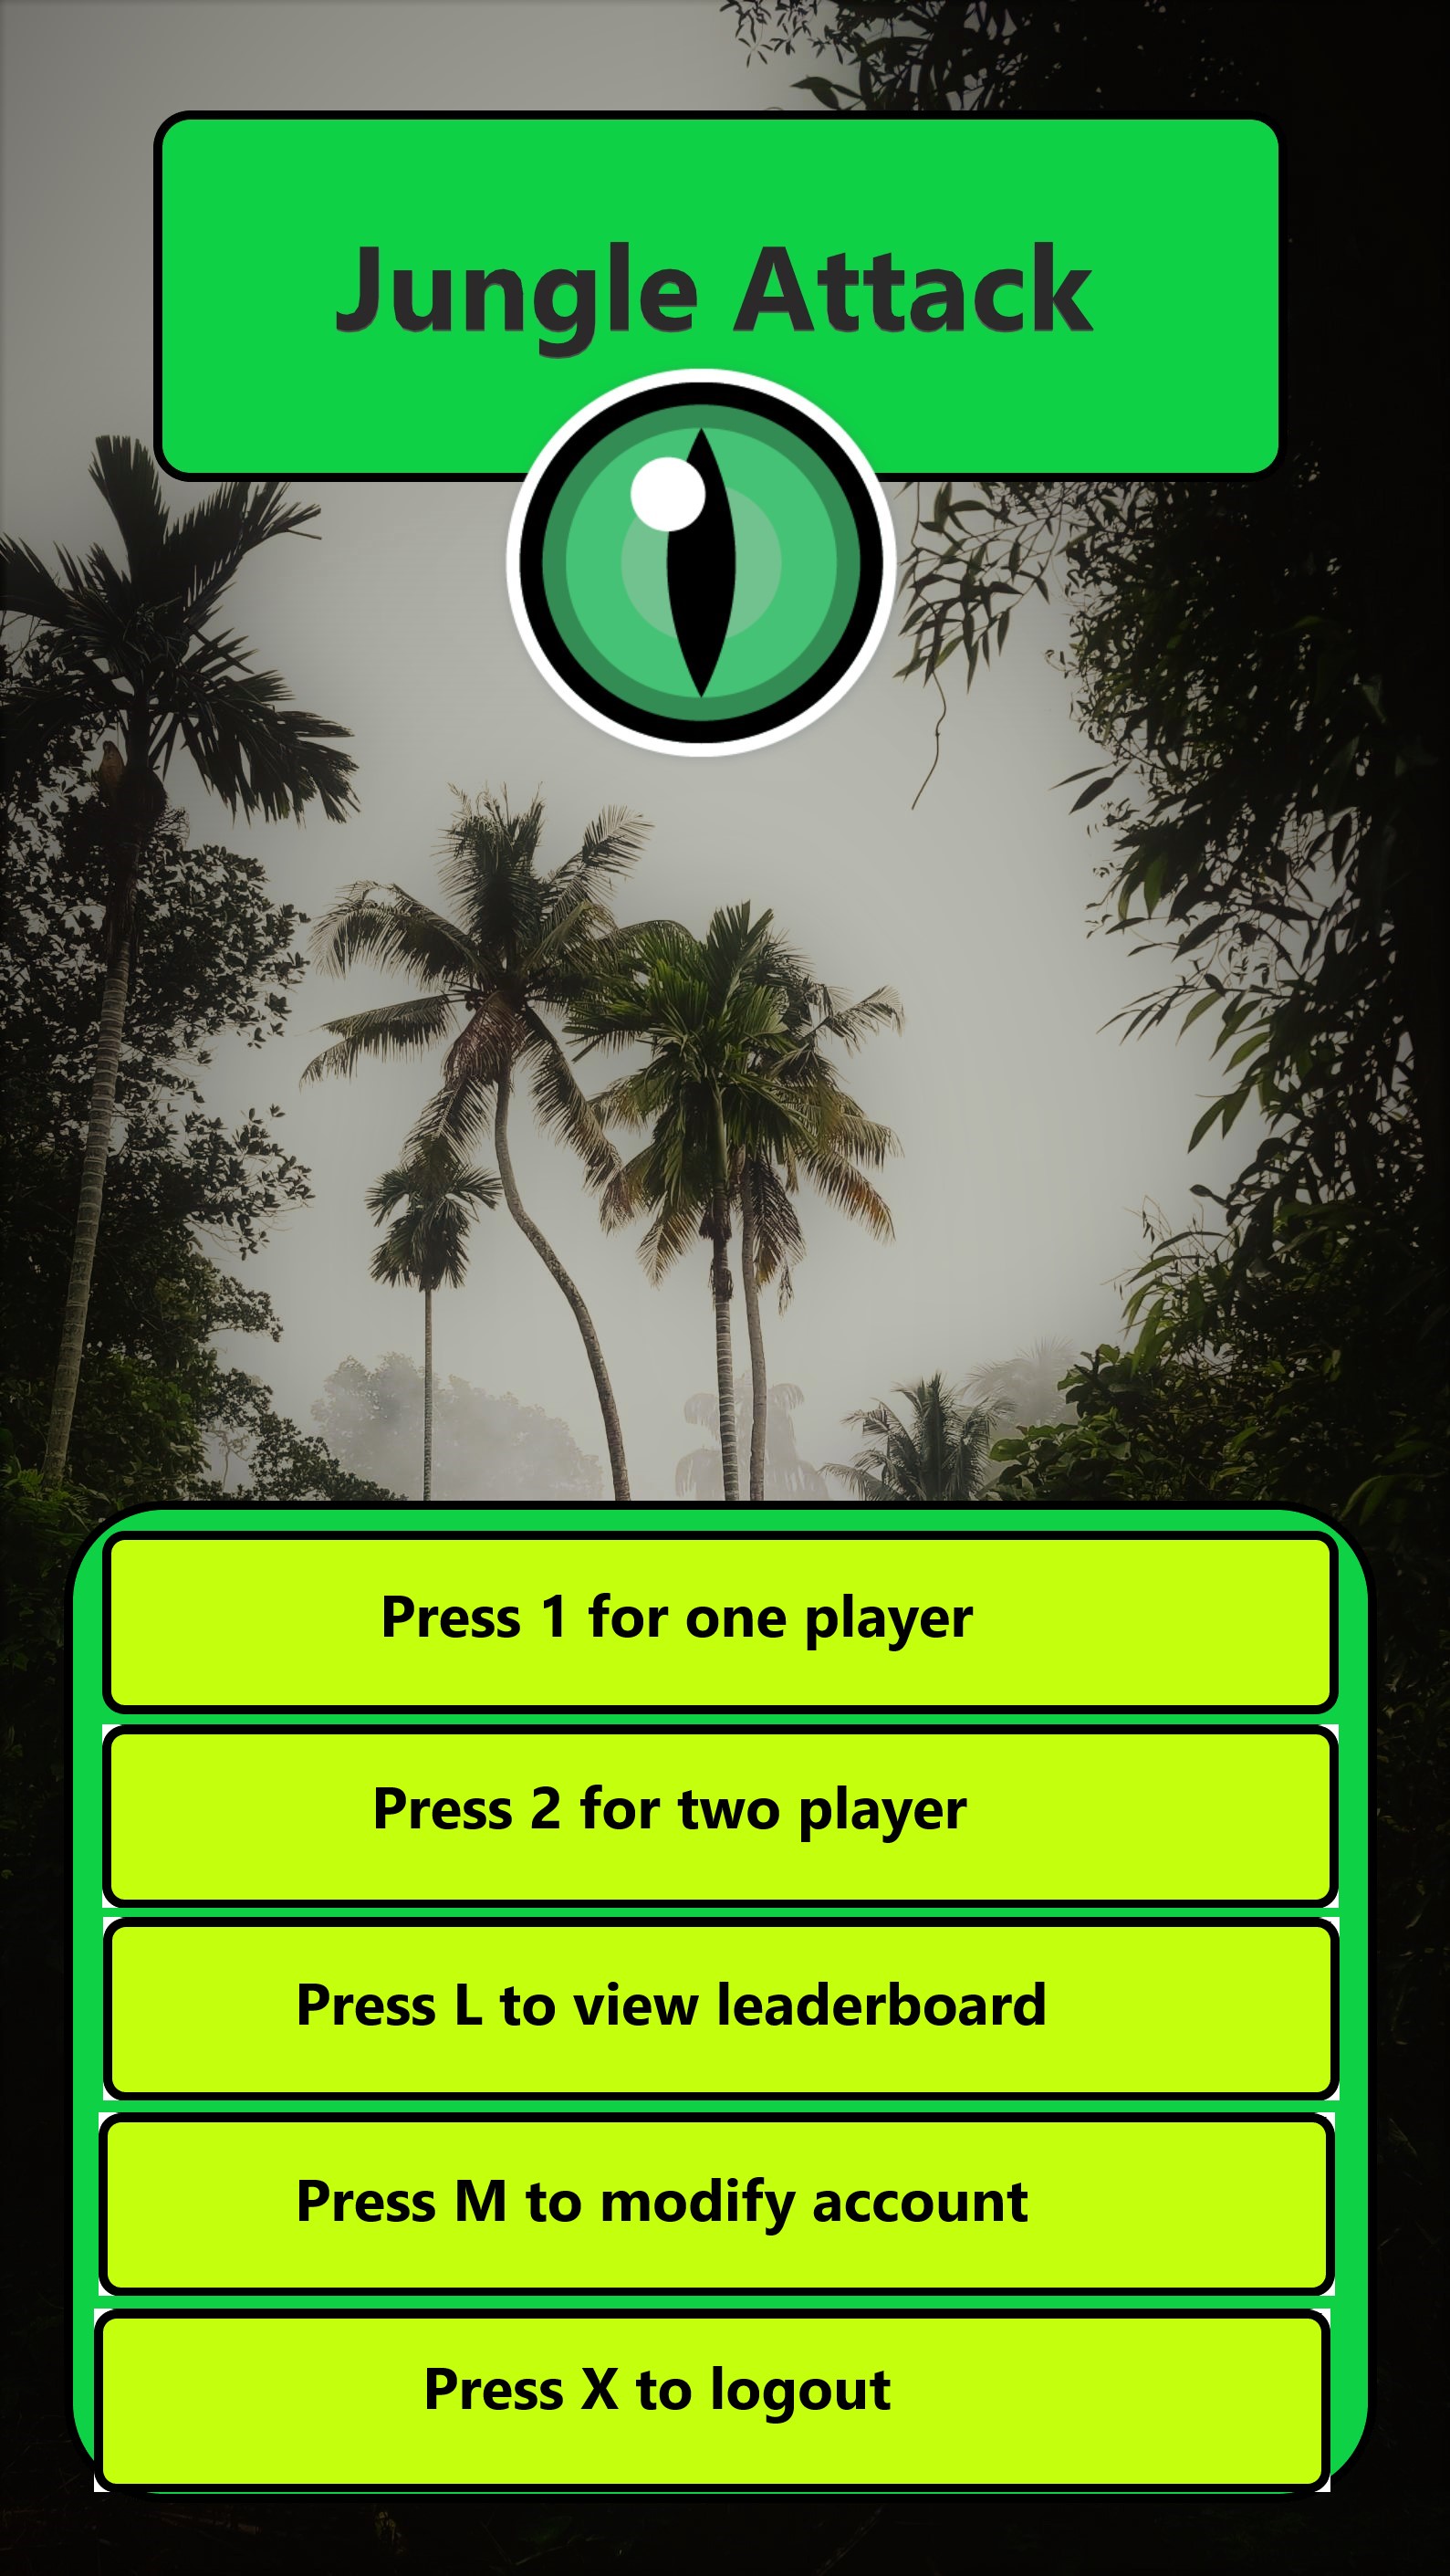 Jungle Attack
Press 1 for one player
Press 2 for two player
Press L to view leaderboard
Press M to modify account
Press X to logout